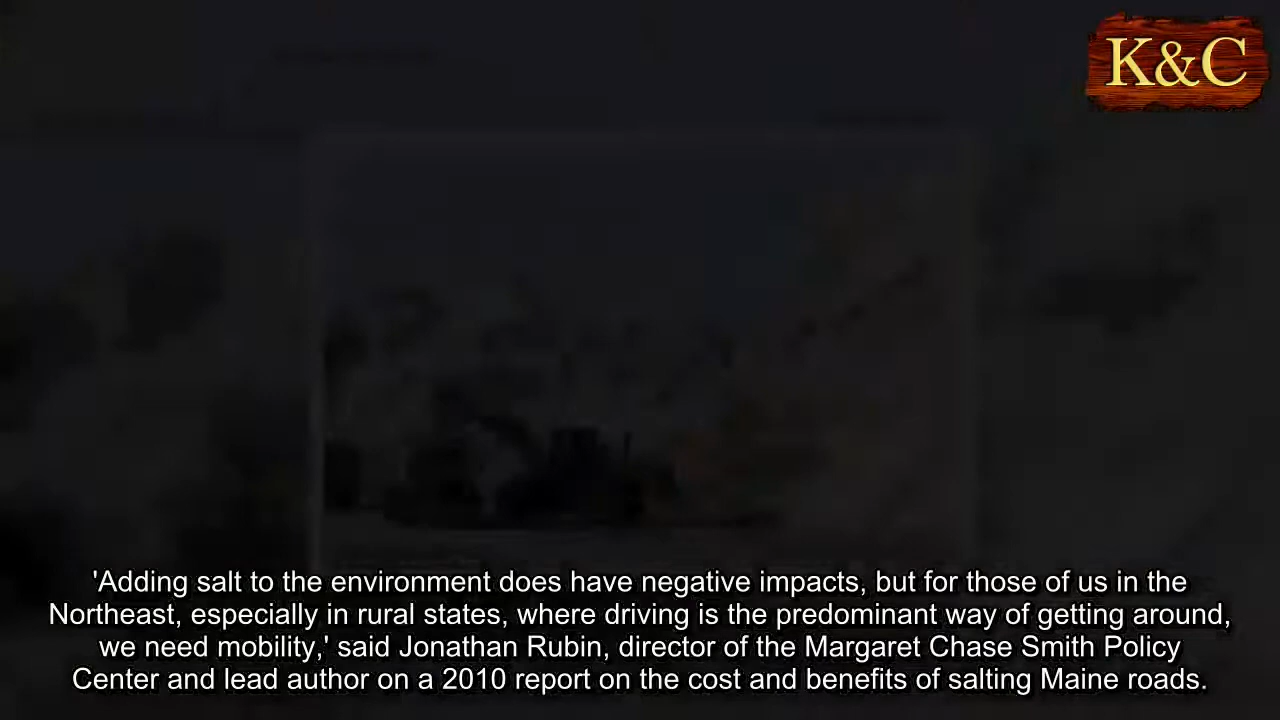 K&C
'Adding salt to the environment does have negative impacts, but for those of us in the
Northeast, especially in rural states, where driving is the predominant way of getting around,
we need mobility,' said Jonathan Rubin, director of the Margaret Chase Smith Policy
Center and lead author on a 2010 report on the cost and benefits of salting Maine roads.